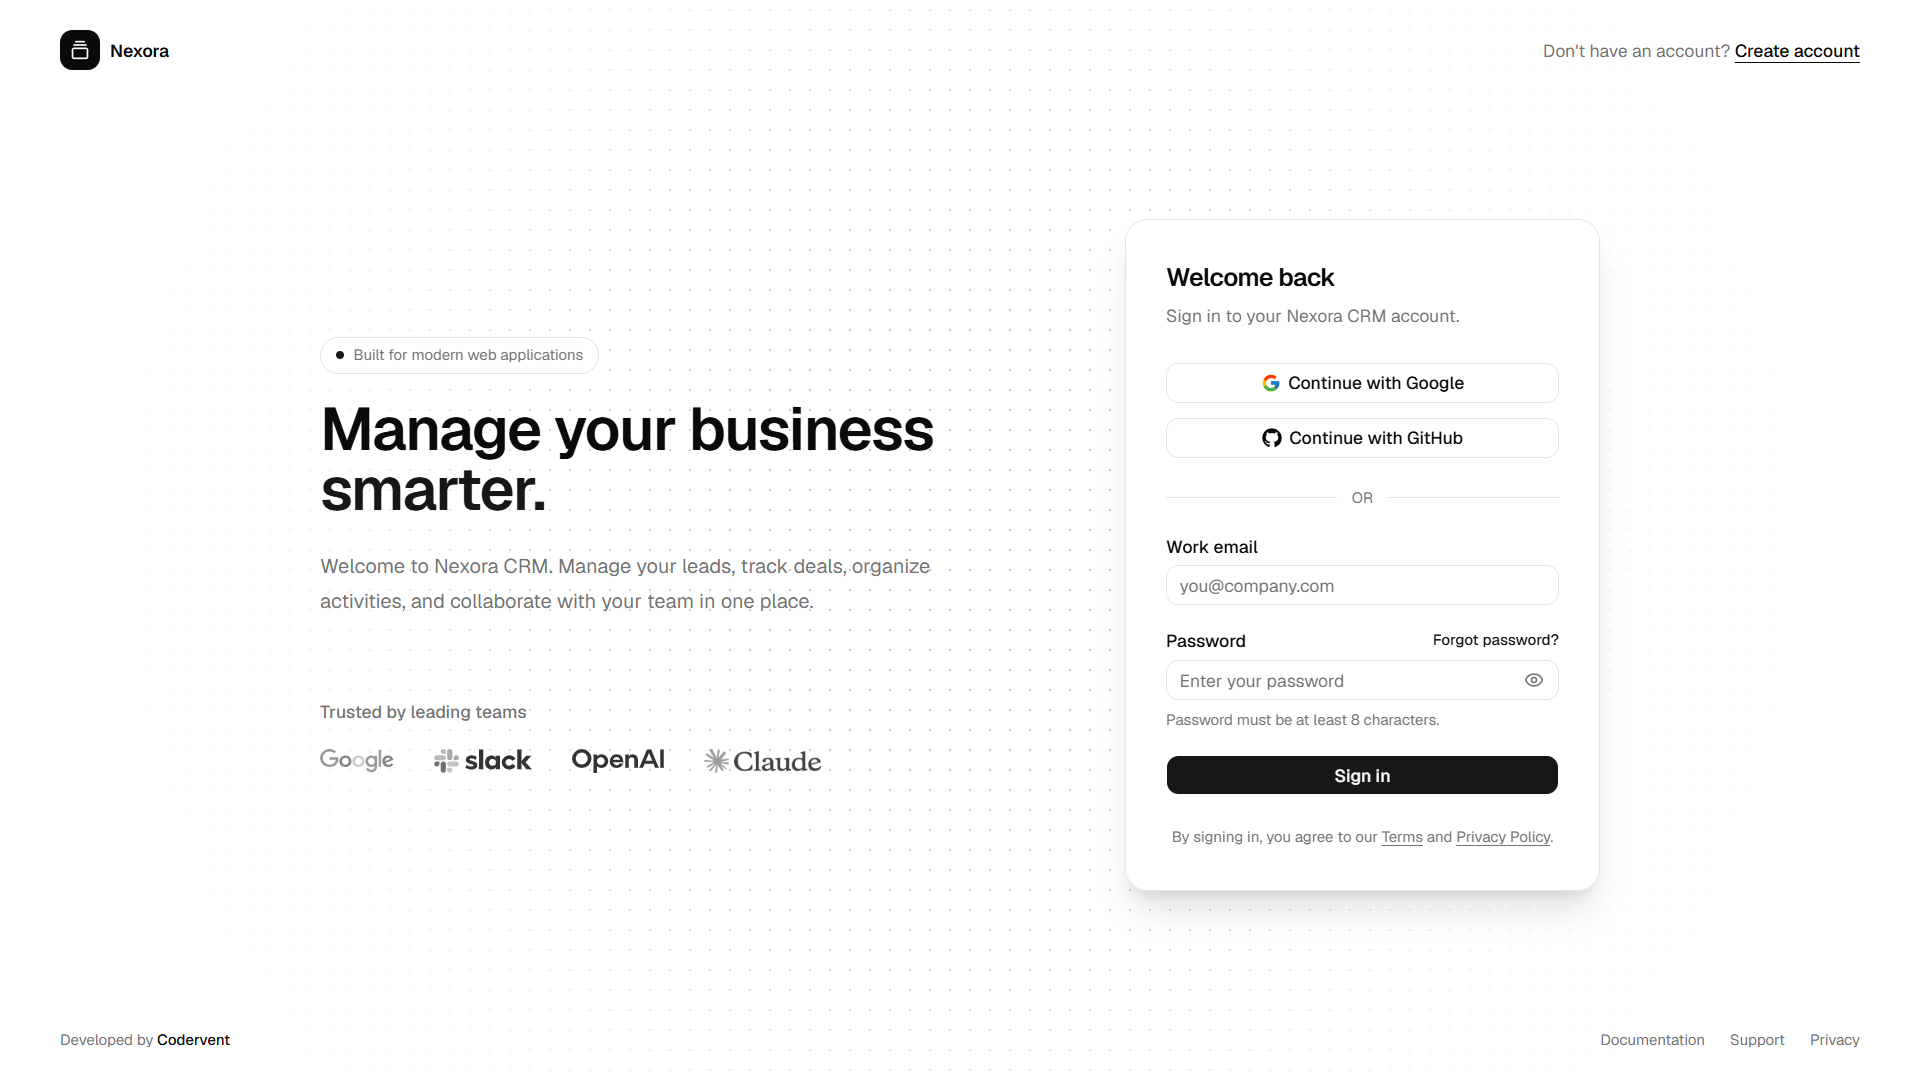 Nexora
Don't have an account? Create account
Built for modern web applications
Manage your business
smarter.
Welcome to Nexora CRM. Manage your leads, track deals, organize
activities, and collaborate with your team in one place.
Trusted by leading teams
Google
slack
OpenAI
Claude
Welcome back
Sign in to your Nexora CRM account.
Continue with Google
Continue with GitHub
OR
Work email
you@company.com
Password
Forgot password?
Enter your password
Password must be at least 8 characters.
Sign in
By signing in, you agree to our Terms and Privacy Policy.
Developed by Codervent
Documentation
Support
Privacy